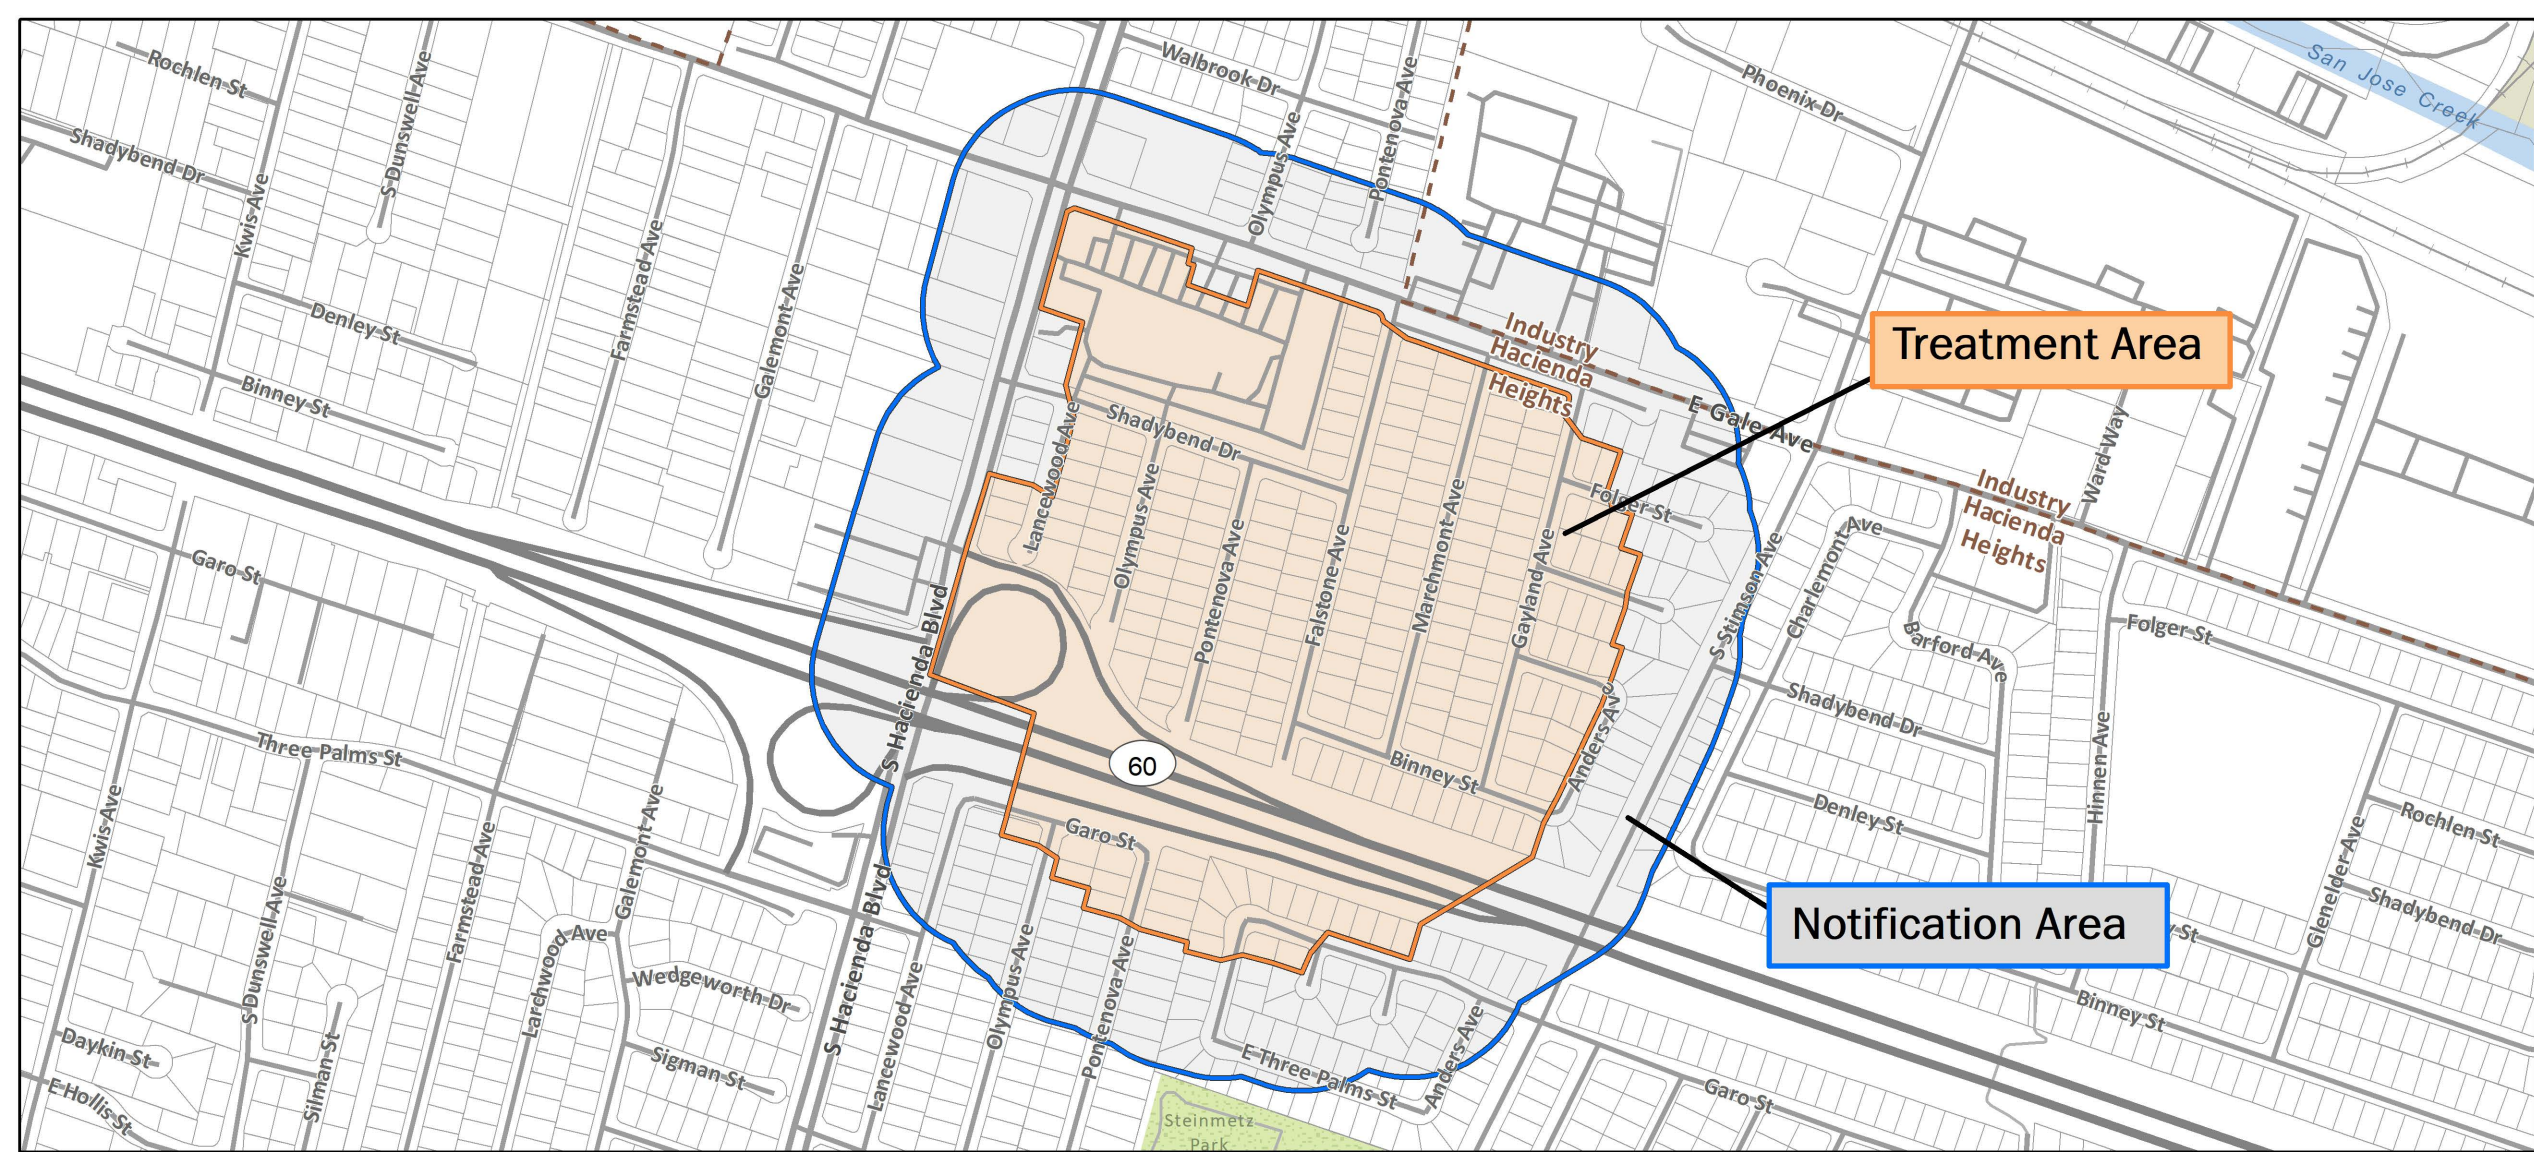 Rochlen St
S Dunswell Ave
Walbrook Dr
Pontenova Ave
Phoenix Dr
San Jose Creek
Shadybend Dr
Kwis Ave
Olympus Ave
Farmstead Ave
Galemont Ave
Denley St
Binney St
Industry
Hacienda
Heights
Treatment Area
E Gale Ave
Ward Way
Lancewood Ave
Shadybend Dr
Olympus Ave
Pontenova Ave
Falstone Ave
Marchmont Ave
Gayland Ave
Folger St
Industry
Hacienda
Heights
Charlemont Ave
S Stimson Ave
Barford Ave
Folger St
Garo St
S Hacienda Blvd
Anders Av
Shadybend Dr
Three Palms St
60
Binney St
Hinnen Ave
Denley St
Rochlen St
Kwis Ave
Galemont Ave
Farmstead Ave
Garo St
Glenelder Ave
Shadybend Dr
Notification Area
St
S Dunswell Ave
Larchwood Ave
Wedgeworth Dr
S Hacienda Blvd
Lancewood Ave
Olympus Ave
Pontenova Ave
Binney St
Daykin St
Silman St
Sigman St
E Three Palms St
Anders Ave
Garo St
E Hollis St
Steinmetz
Park